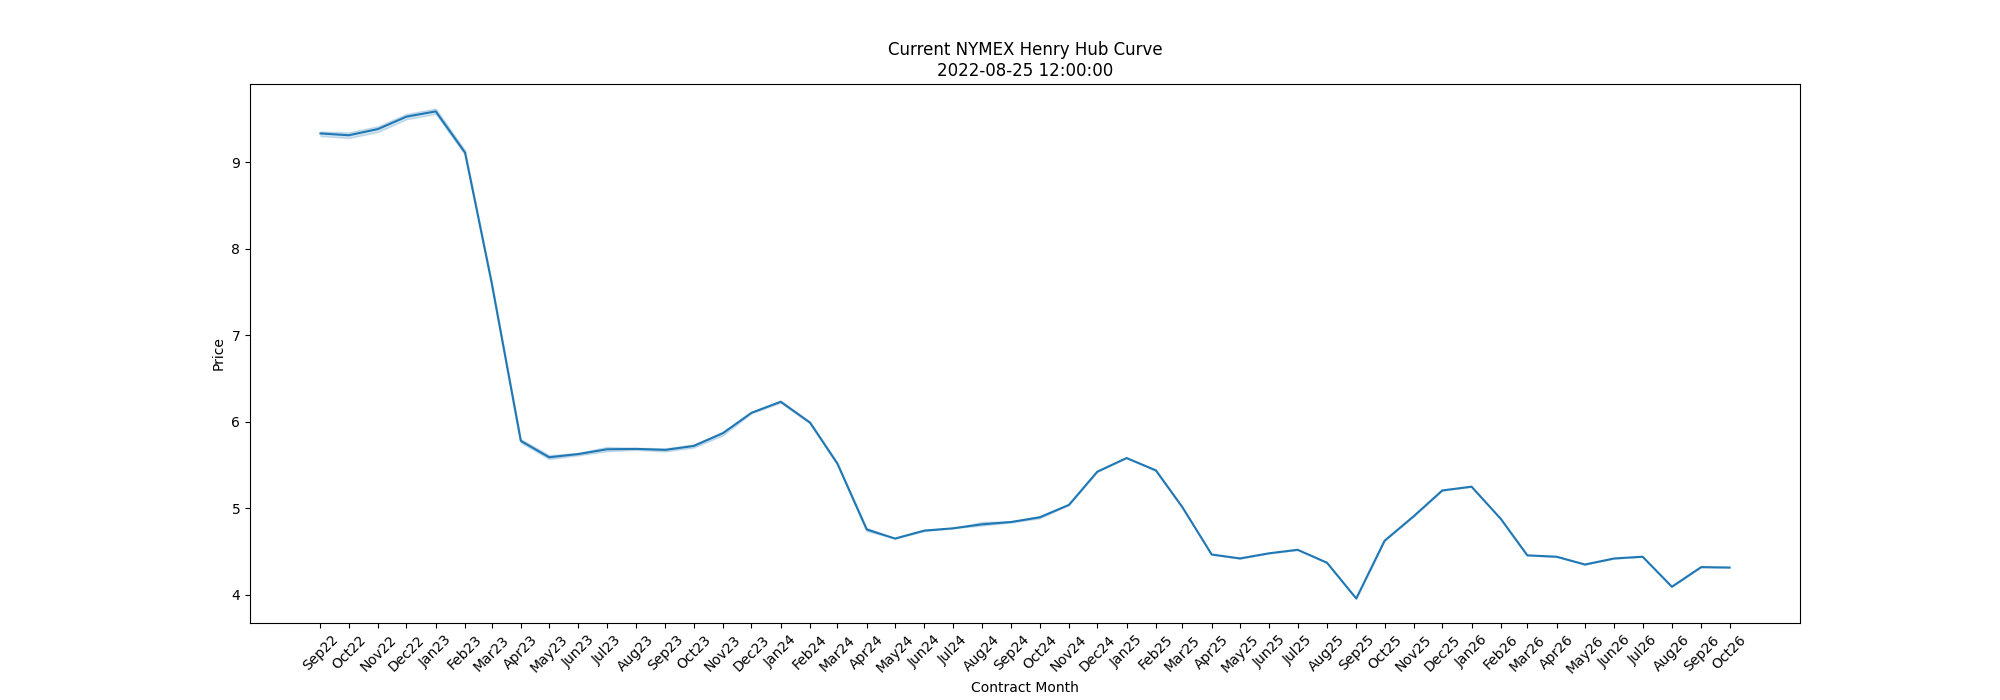 Current NYMEX Henry Hub Curve
2022-08-25 12:00:00
9
8
7
6
5
4
Price
Sep22 Oct22 Nov22 Dec22 Jan23 Feb23 Mar23 Apr23 May23 Jun23 Jul23 Aug23 Sep23 Oct23 Nov23 Dec23 Jan24 Feb24 Mar24 Apr24 May24 Jun24 Jul24 Aug24 Sep24 Oct24 Nov24 Dec24 Jan25 Feb25 Mar25 Apr25 May25 Jun25 Jul25 Aug25 Sep25 Oct25 Nov25 Dec25 Jan26 Feb26 Mar26 Apr26 May26 Jun26 Jul26 Aug26 Sep26 Oct26
Contract Month